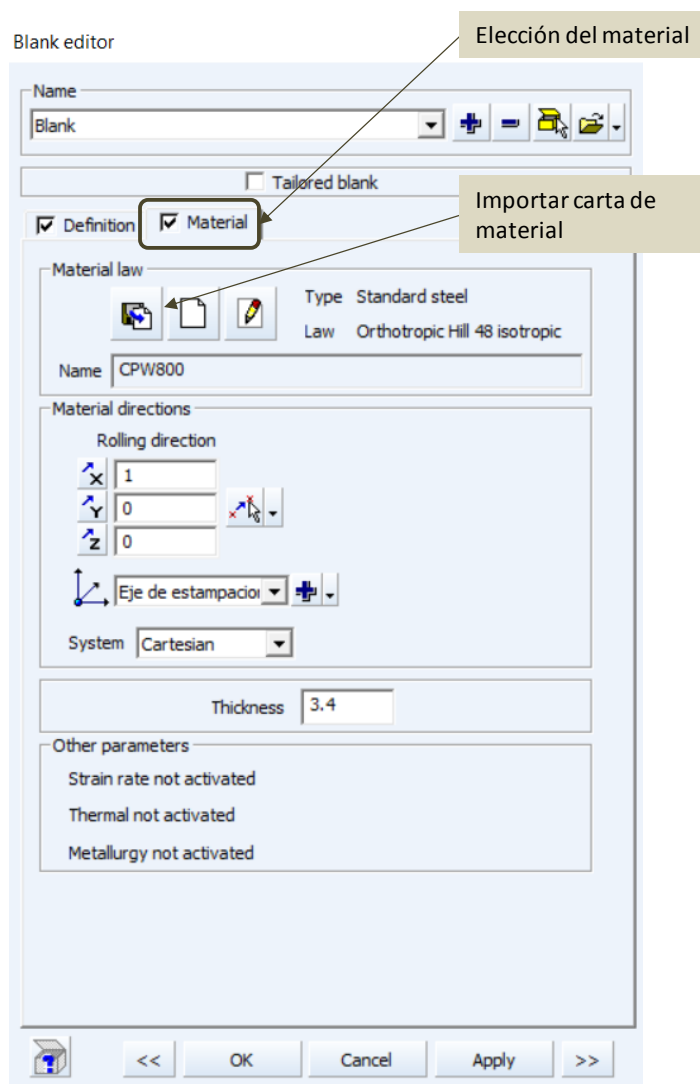 Elección del material
Blank editor
Name
Blank
Tailored blank
Importar carta de
material
Definition Material
Material law
Type Standard steel
Law Orthotropic Hill 48 isotropic
Name CPW800
Material directions
Rolling direction
X 1
Y 0
Z 0
Eje de estampacior
System Cartesian
Thickness 3.4
Other parameters
Strain rate not activated
Thermal not activated
Metallurgy not activated
? << OK Cancel Apply >>